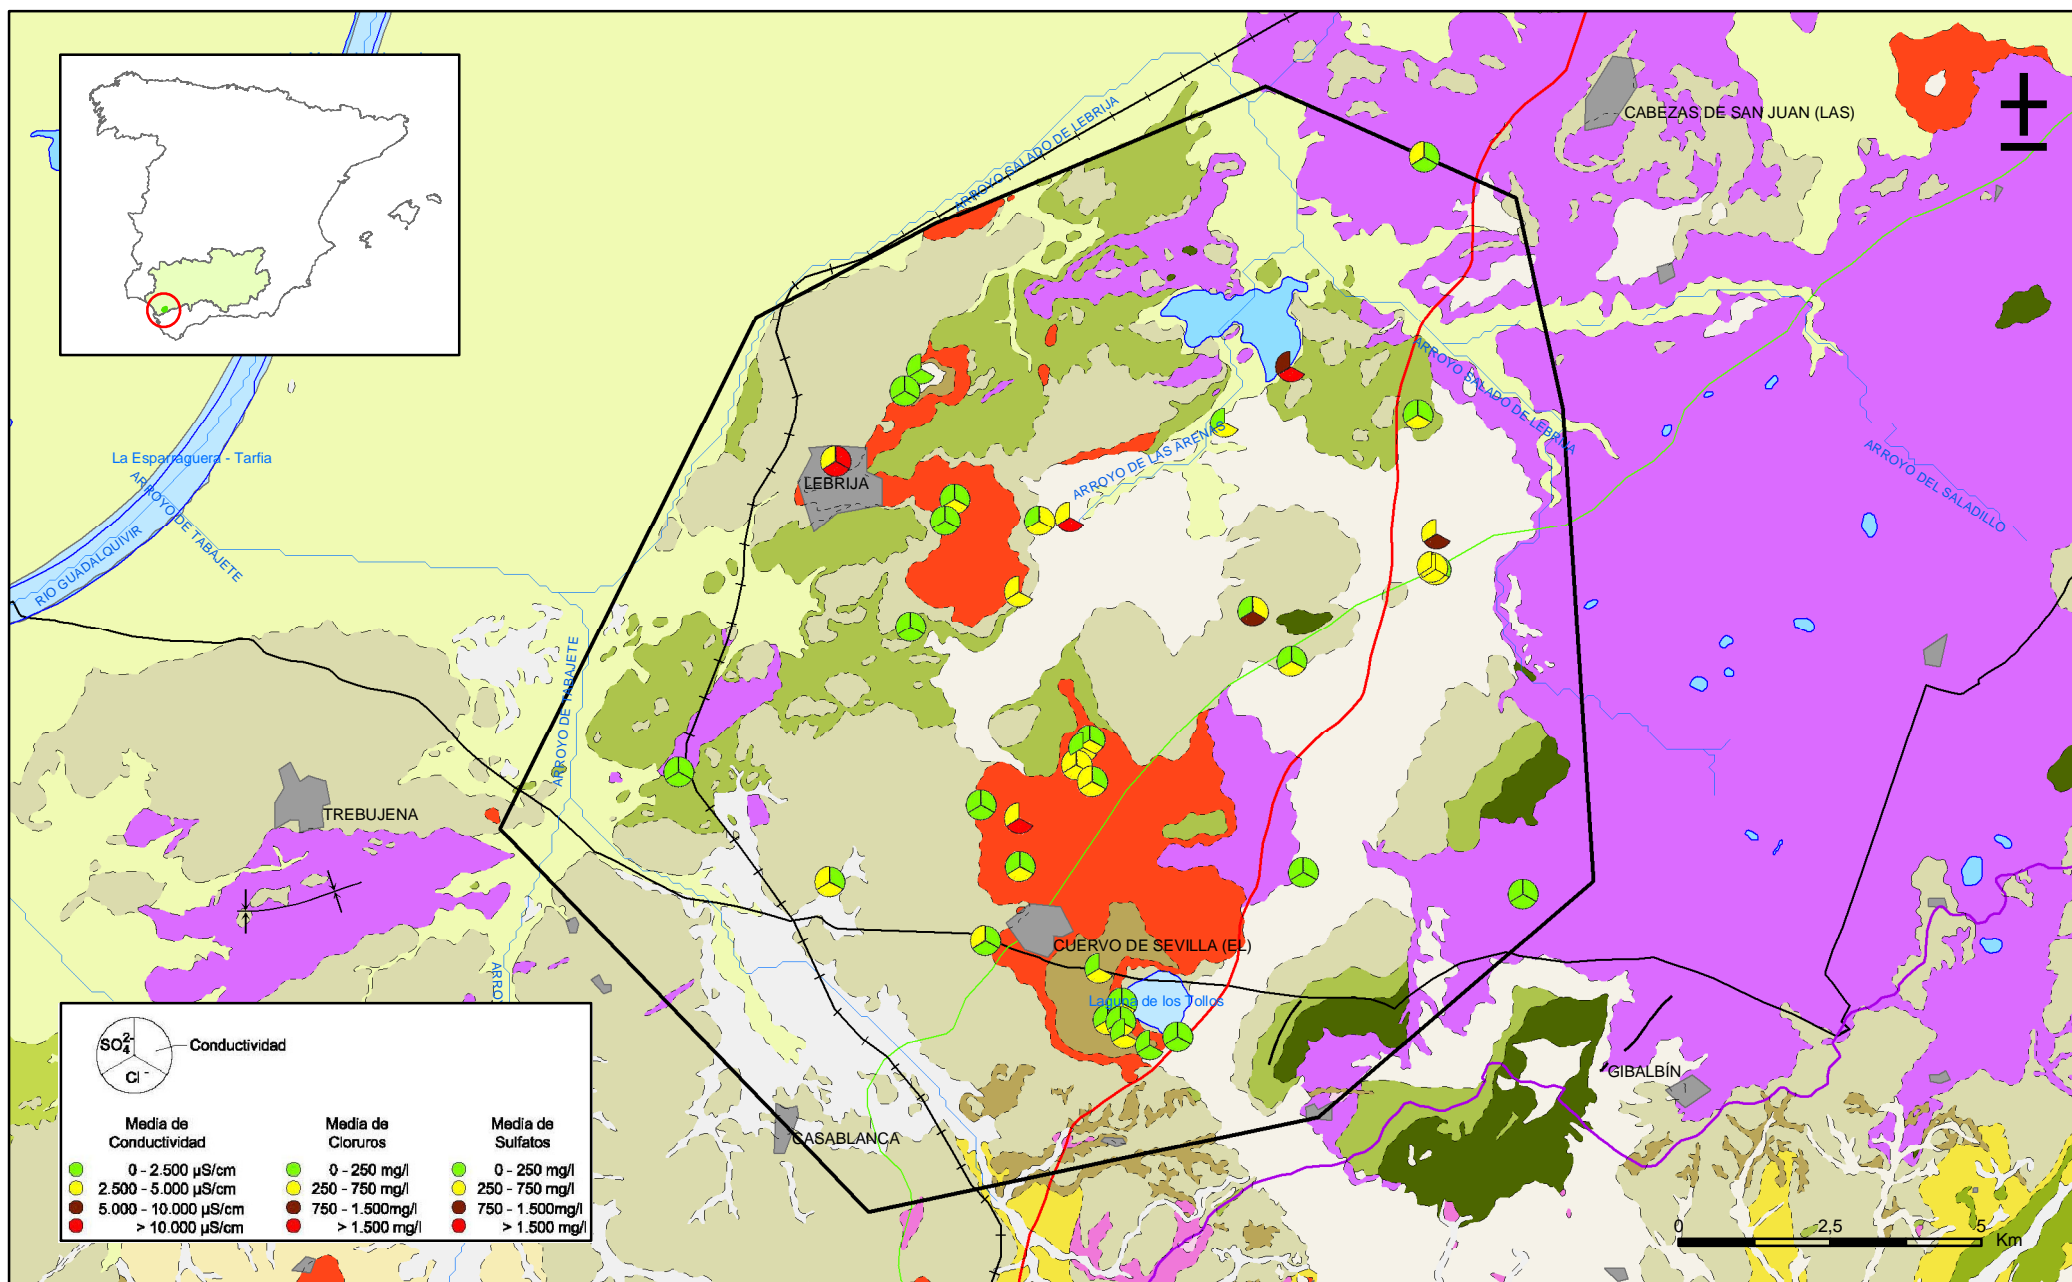 CABEZAS DE SAN JUAN (LAS)
ARROYO SALADO DE LEBRIJA
ARROYO SALADO DE LEBRIJA
ARROYO DEL SALADILLO
La Esparraguera - Tarfia
ARROYO DE TABAJETE
RIO GUADALQUIVIR
LEBRIJA
ARROYO DE LAS ARENAS
ARROYO DE TABAJETE
TREBUJENA
CUERVO DE SEVILLA (EL)
ARROY
Laguna de los Tollos
GIBALBÍN
CASABLANCA
SO₄²⁻
Conductividad
Cl⁻
Media de Conductividad
0 - 2.500 µS/cm
2.500 - 5.000 µS/cm
5.000 - 10.000 µS/cm
> 10.000 µS/cm
Media de Cloruros
0 - 250 mg/l
250 - 750 mg/l
750 - 1.500mg/l
> 1.500 mg/l
Media de Sulfatos
0 - 250 mg/l
250 - 750 mg/l
750 - 1.500mg/l
> 1.500 mg/l
0 2,5 5
Km